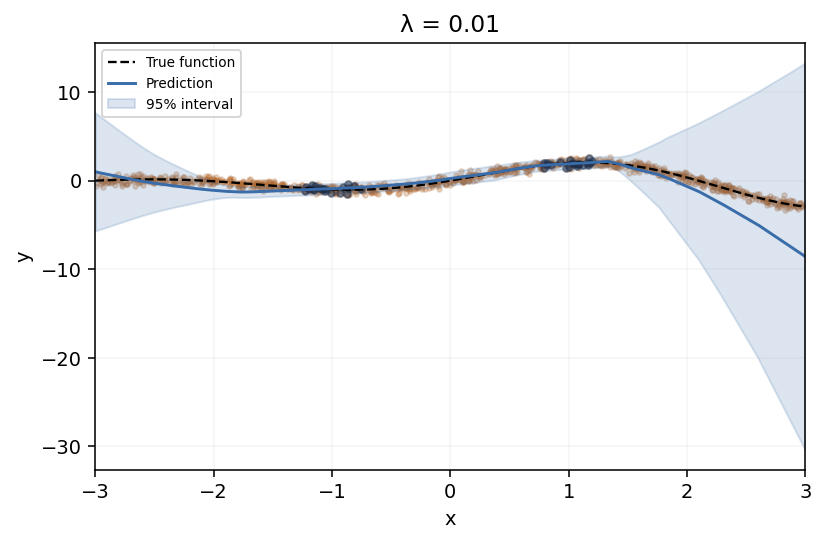 λ = 0.01
True function
Prediction
95% interval
y
10
0
−10
−20
−30
−3 −2 −1 0 1 2 3
x